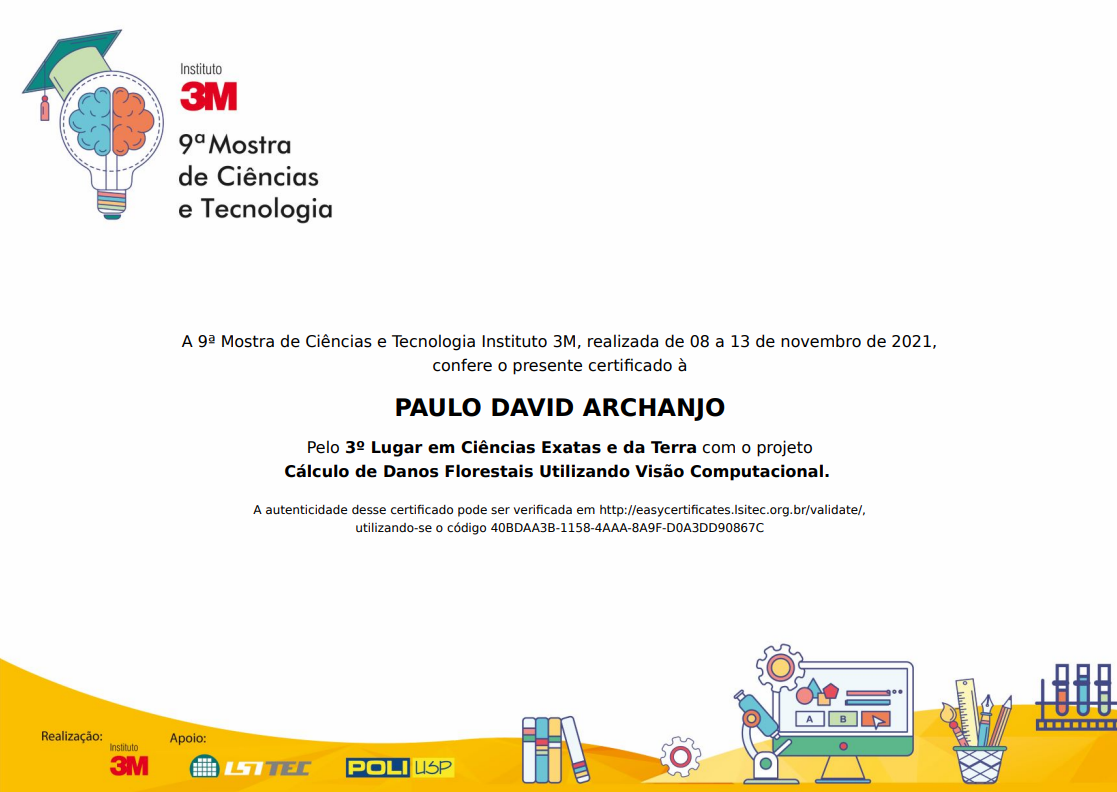 Instituto
3M
9ª Mostra
de Ciências
e Tecnologia
A 9ª Mostra de Ciências e Tecnologia Instituto 3M, realizada de 08 a 13 de novembro de 2021,
confere o presente certificado à
PAULO DAVID ARCHANJO
Pelo 3º Lugar em Ciências Exatas e da Terra com o projeto
Cálculo de Danos Florestais Utilizando Visão Computacional.
A autenticidade desse certificado pode ser verificada em http://easycertificates.lsitec.org.br/validate/,
utilizando-se o código 40BDAA3B-1158-4AAA-8A9F-D0A3DD90867C
A B
Realização:
Instituto
3M
Apoio:
LSITEC
POLI USP